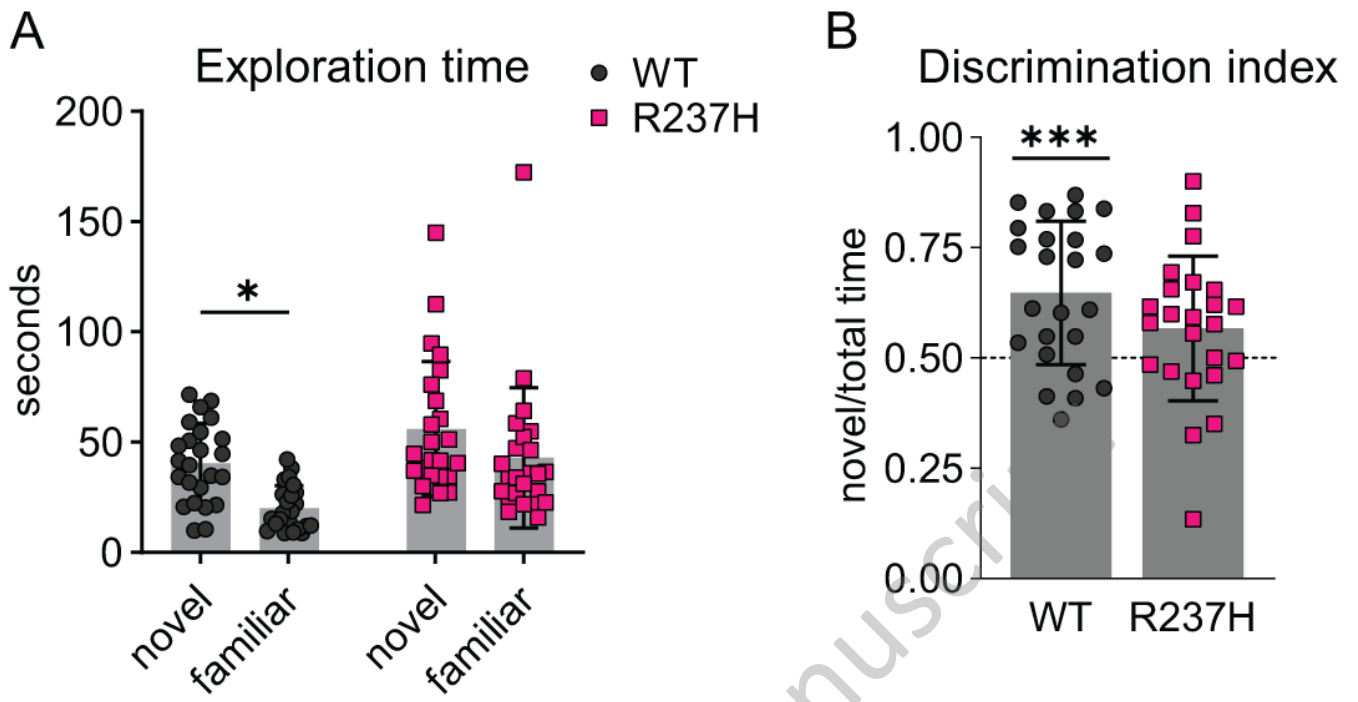 A
Exploration time
WT
R237H
200
150
100
50
0
seconds
*
novel
familiar
novel
familiar
B
Discrimination index
1.00
0.75
0.50
0.25
0.00
novel/total time
***
WT
R237H